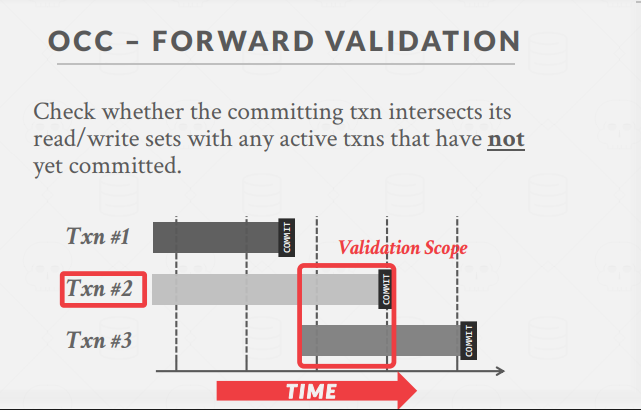 OCC – FORWARD VALIDATION
Check whether the committing txn intersects its
read/write sets with any active txns that have not
yet committed.
Txn #1
COMMIT
Validation Scope
Txn #2
COMMIT
Txn #3
COMMIT
TIME